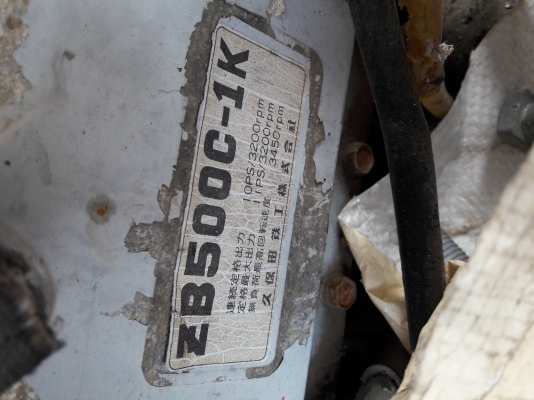 ZB500C-1K
連続定格出力 10PS/3200rpm
定格最大出力 11PS/3200rpm
無負荷最高回転速度 3450rpm
久保田鉄工株式会社